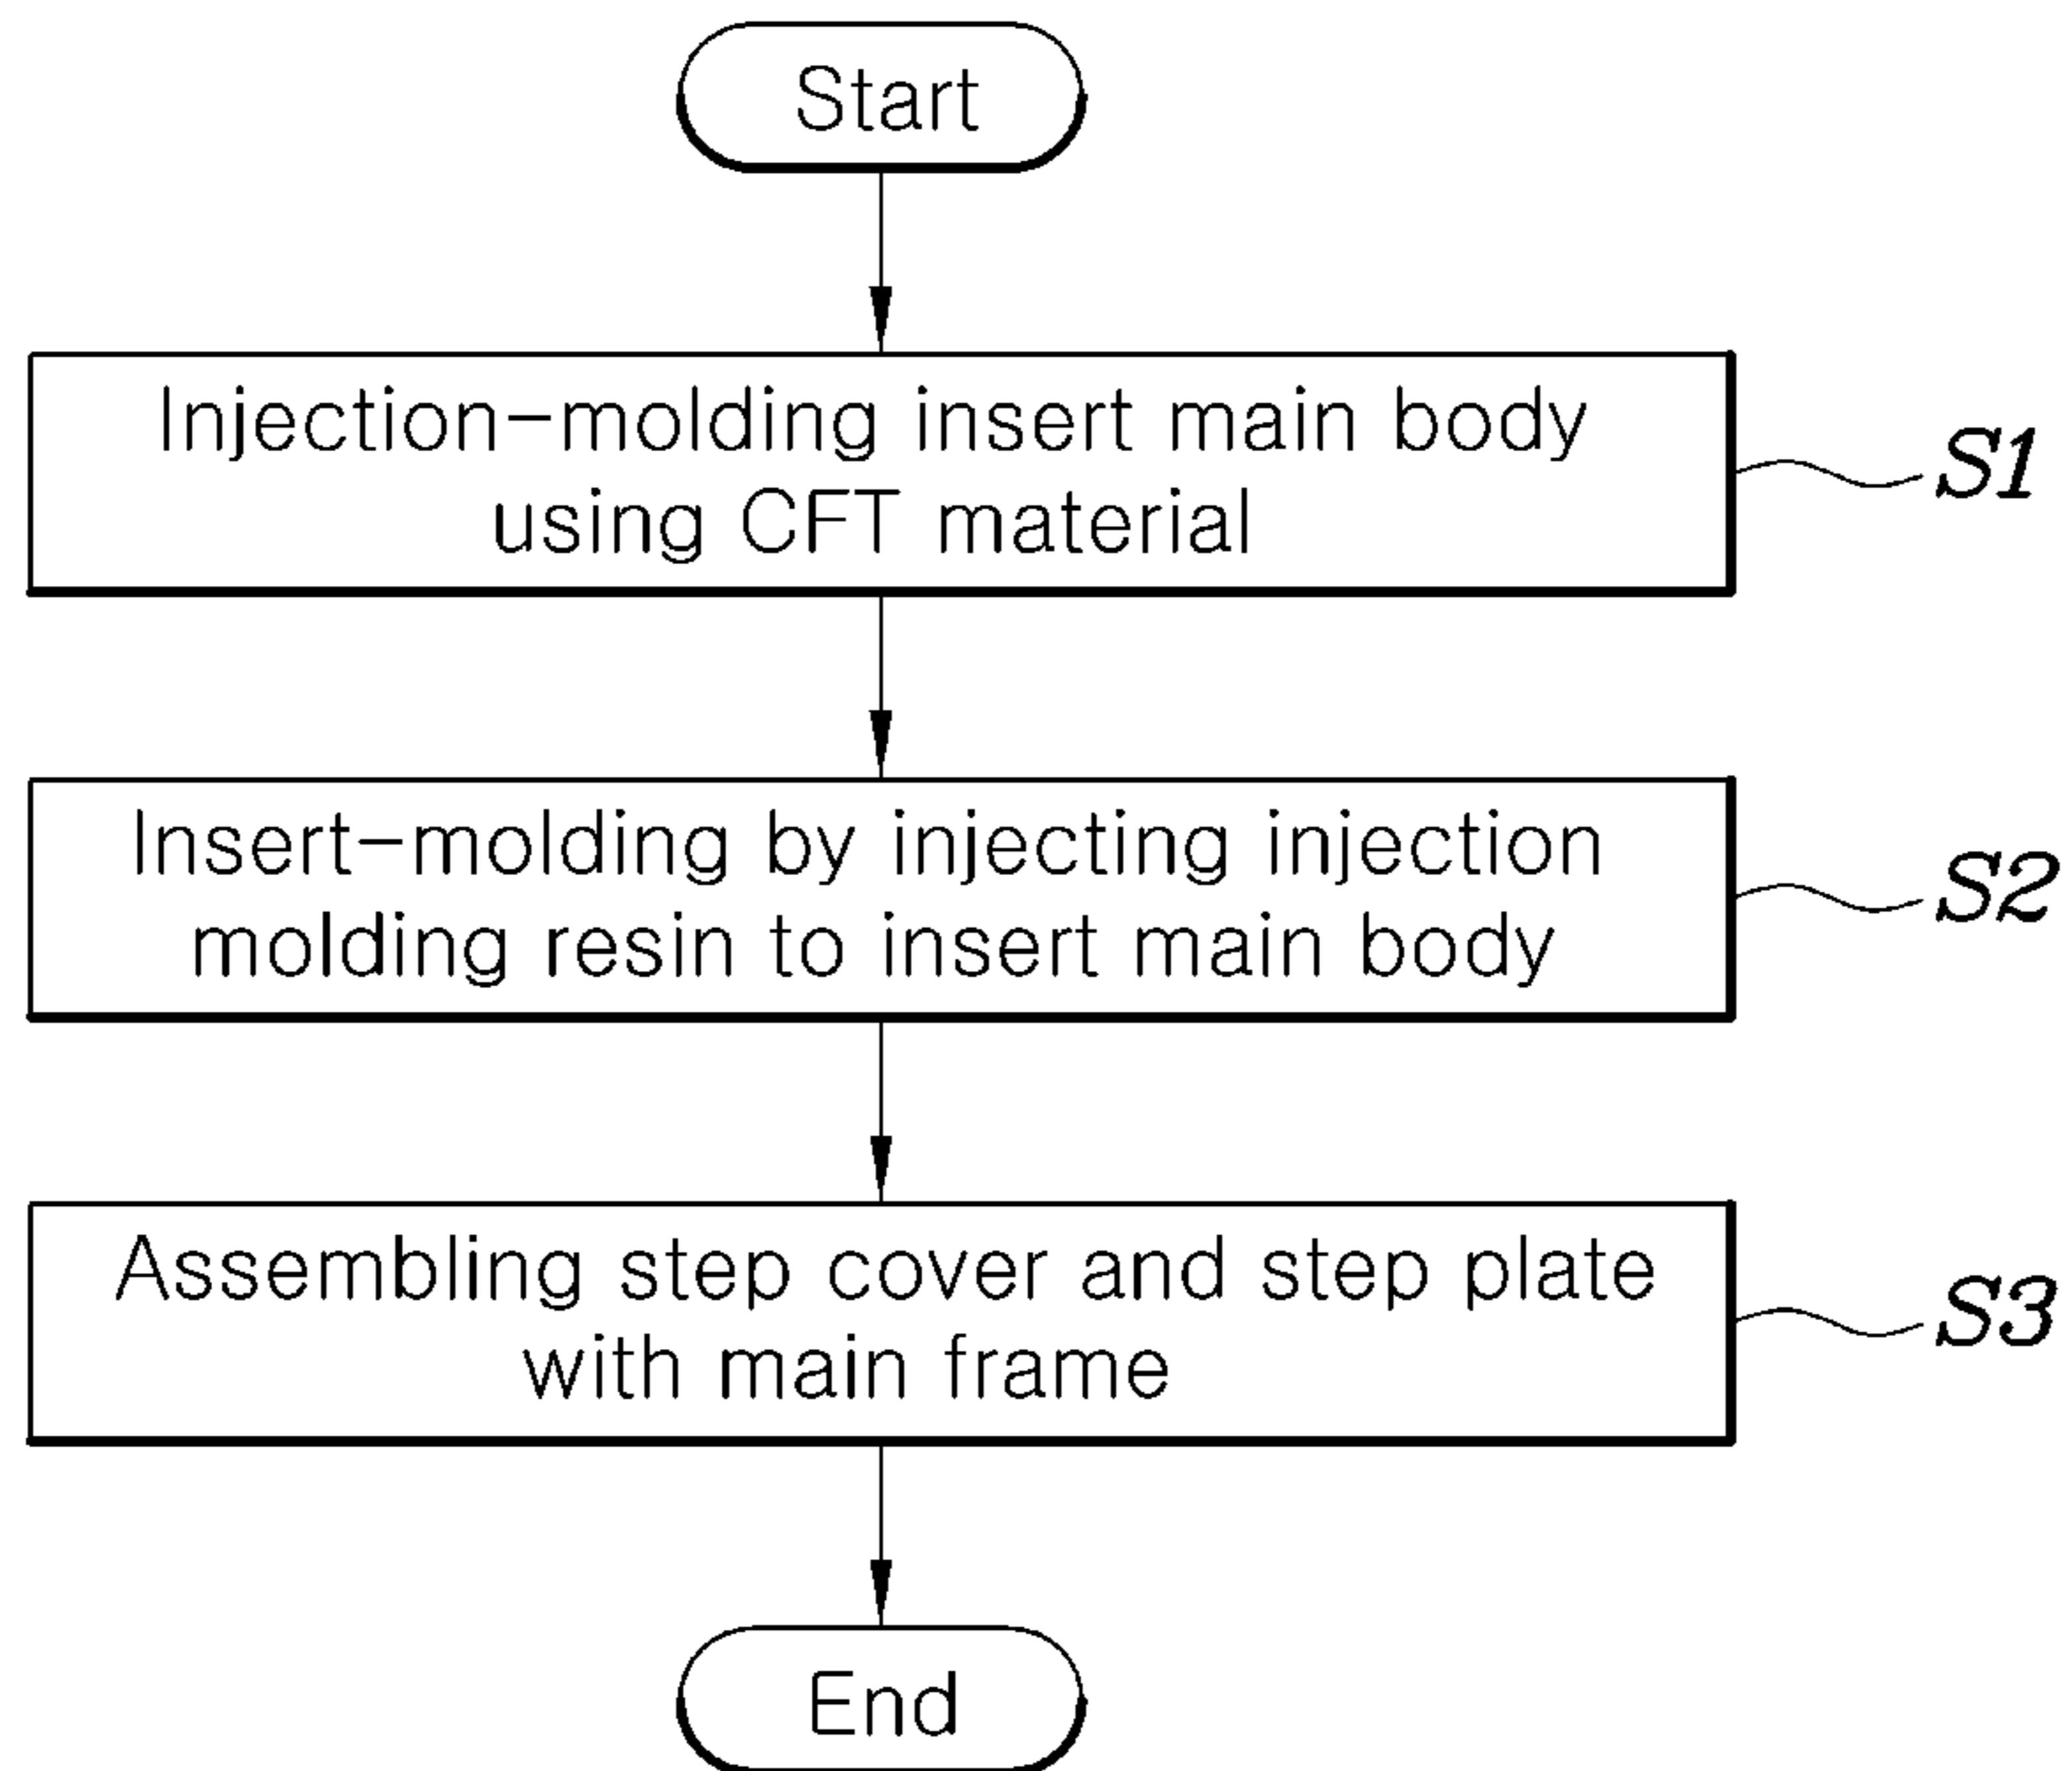 Start
Injection-molding insert main body
using CFT material
S1
Insert-molding by injecting injection
molding resin to insert main body
S2
Assembling step cover and step plate
with main frame
S3
End